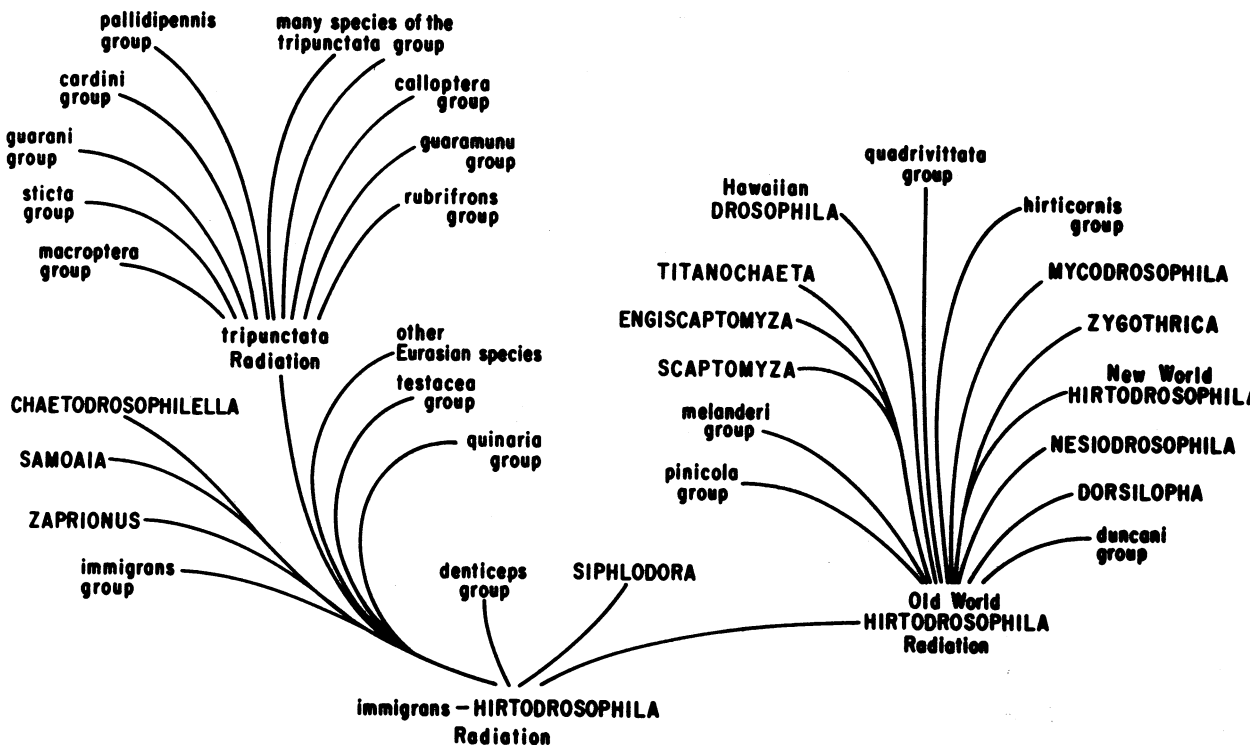 pallidipennis
group
many species of the
tripunctata group
cardini
group
calloptera
group
guarani
group
guaramunu
group
sticta
group
rubrifrons
group
macroptera
group
tripunctata
Radiation
other
Eurasian species
testacea
group
quinaria
group
CHAETODROSOPHILELLA
SAMOAIA
ZAPRIONUS
immigrans
group
denticeps
group
SIPHLODORA
quadrivittata
group
Hawaiian
DROSOPHILA
hirticornis
group
TITANOCHAETA
MYCODROSOPHILA
ENGISCAPTOMYZA
ZYGOTHRICA
SCAPTOMYZA
New World
HIRTODROSOPHILA
melanderi
group
NESIODROSOPHILA
pinicola
group
DORSILOPHA
duncani
group
Old World
HIRTODROSOPHILA
Radiation
immigrans – HIRTODROSOPHILA
Radiation